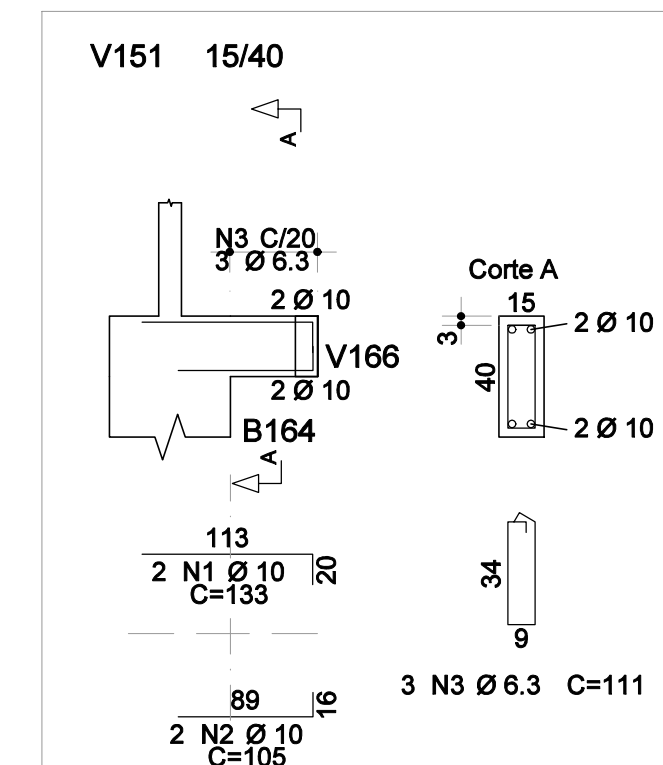 V151 15/40
A
N3 C/20
3 Ø 6.3
2 Ø 10
V166
2 Ø 10
B164
A
Corte A
15
2 Ø 10
3
40
2 Ø 10
113
2 N1 Ø 10
C=133
20
34
9
3 N3 Ø 6.3 C=111
89
2 N2 Ø 10
C=105
16